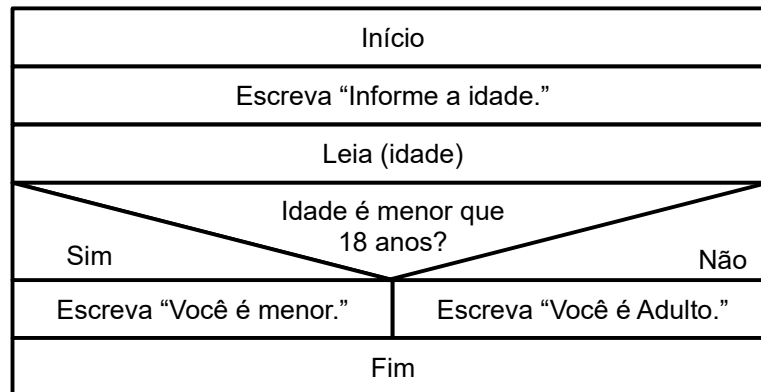 Início
Escreva “Informe a idade.”
Leia (idade)
Idade é menor que
18 anos?
Sim
Não
Escreva “Você é menor.”
Escreva “Você é Adulto.”
Fim